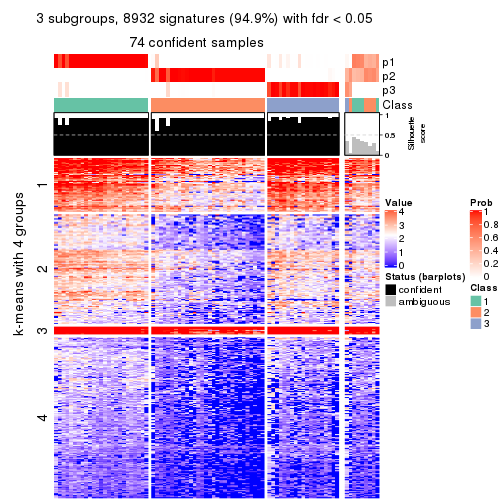 3 subgroups, 8932 signatures (94.9%) with fdr < 0.05
74 confident samples
p1
p2
p3
Class
1
0.5
0
Silhouette
score
k-means with 4 groups
1
2
3
4
Value
4
3
2
1
0
Status (barplots)
confident
ambiguous
Prob
1
0.8
0.6
0.4
0.2
0
Class
1
2
3